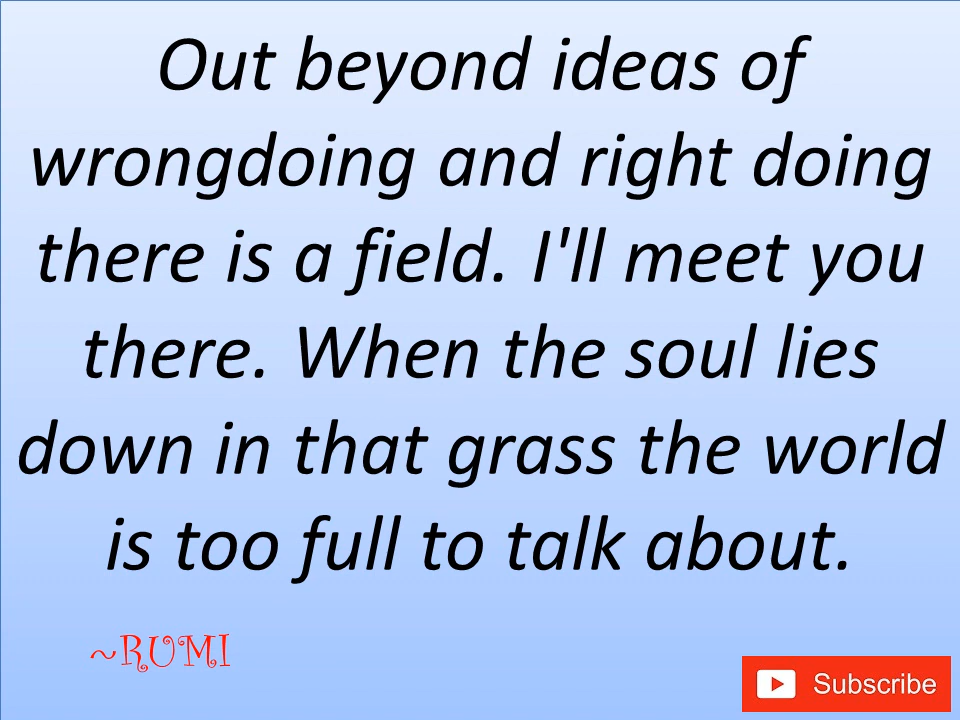 Out beyond ideas of
wrongdoing and right doing
there is a field. I'll meet you
there. When the soul lies
down in that grass the world
is too full to talk about.
~RUMI
Subscribe